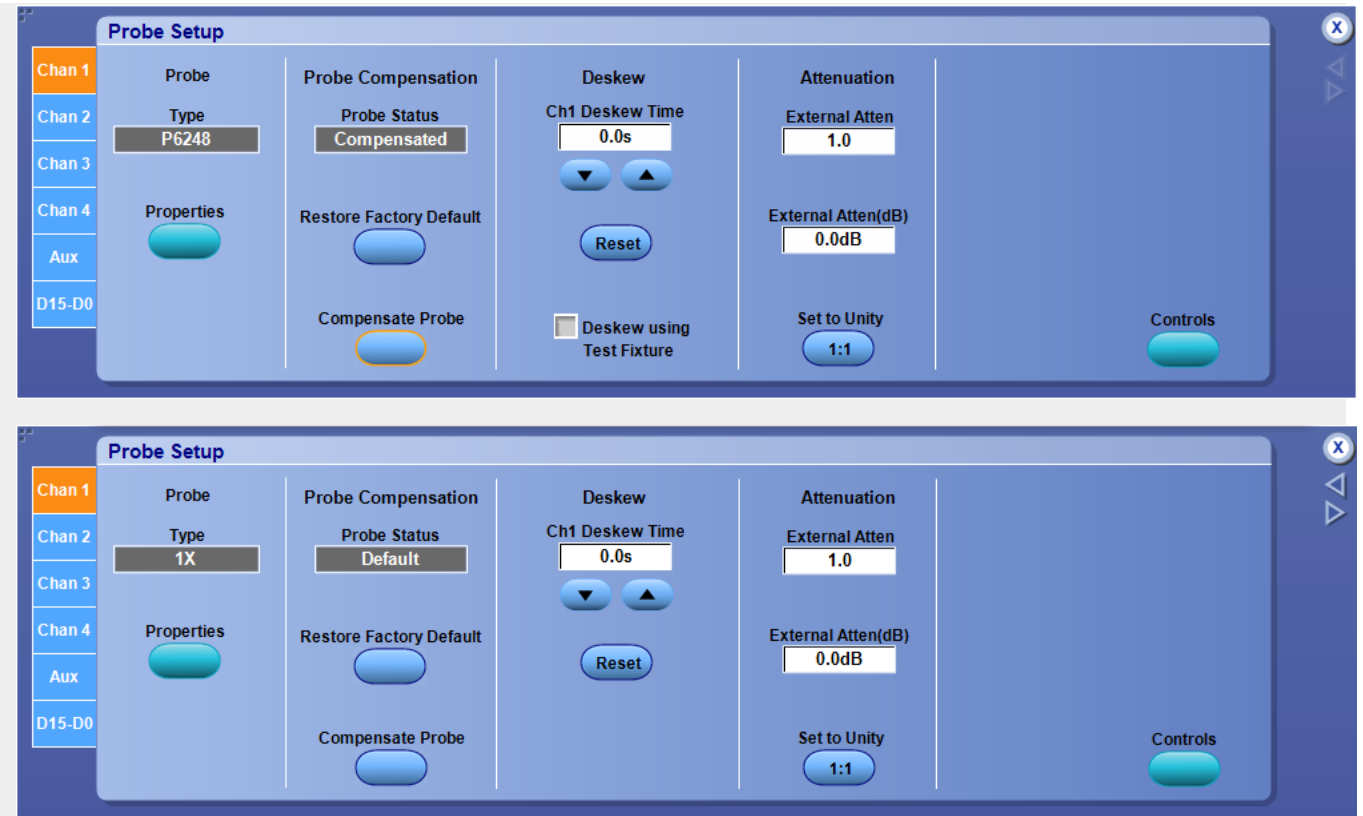 Probe Setup
X
Chan 1
Chan 2
Chan 3
Chan 4
Aux
D15-D0
Probe
Type
P6248
Properties
Probe Compensation
Probe Status
Compensated
Restore Factory Default
Compensate Probe
Deskew
Ch1 Deskew Time
0.0s
Reset
Deskew using
Test Fixture
Attenuation
External Atten
1.0
External Atten(dB)
0.0dB
Set to Unity
1:1
Controls
Probe Setup
X
Chan 1
Chan 2
Chan 3
Chan 4
Aux
D15-D0
Probe
Type
1X
Properties
Probe Compensation
Probe Status
Default
Restore Factory Default
Compensate Probe
Deskew
Ch1 Deskew Time
0.0s
Reset
Attenuation
External Atten
1.0
External Atten(dB)
0.0dB
Set to Unity
1:1
Controls